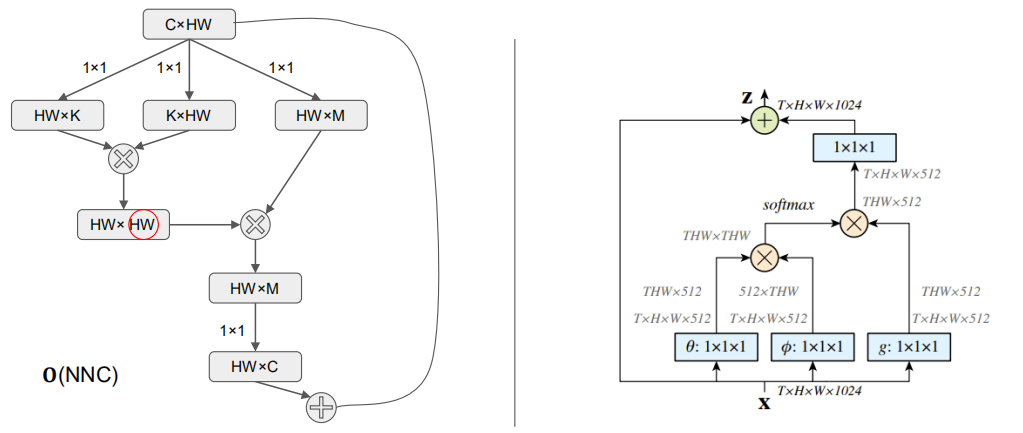 C×HW
1×1 1×1 1×1
HW×K K×HW HW×M
HW×HW
HW×M
1×1
HW×C
O(NNC)
z
T×H×W×1024
1×1×1
T×H×W×512
softmax
THW×512
THW×THW
THW×512 512×THW THW×512
T×H×W×512 T×H×W×512 T×H×W×512
θ: 1×1×1 ϕ: 1×1×1 g: 1×1×1
T×H×W×1024
x